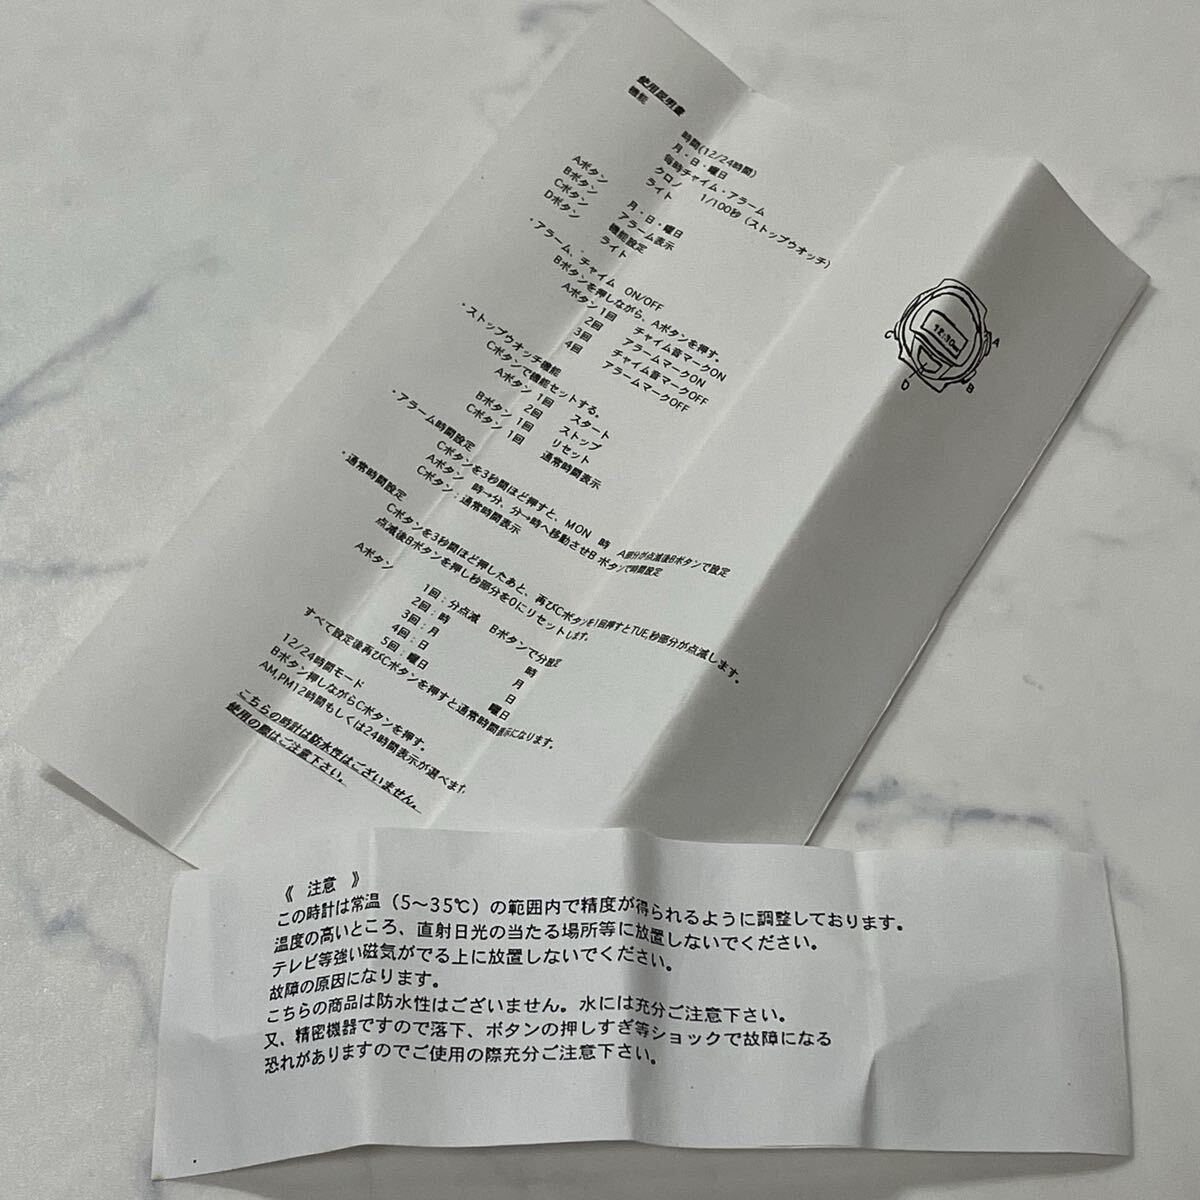 使用説明書
機能
時間(12/24時間)
月・日・曜日
毎時チャイム・アラーム
クロノ 1/100秒 (ストップウオッチ)
ライト
Aボタン 月・日・曜日
Bボタン アラーム表示
Cボタン 機能設定
Dボタン ライト
・アラーム、チャイム ON/OFF
Bボタンを押しながら、Aボタンを押す。
Aボタン 1回 チャイム音マークON
2回 アラームマークON
3回 チャイム音マークOFF
4回 アラームマークOFF
・ストップウオッチ機能
Cボタンで機能セットする。
Aボタン 1回 スタート
2回 ストップ
Bボタン 1回 リセット
Cボタン 1回 通常時間表示
・アラーム時間設定
Cボタンを3秒間ほど押すと、MON 時 A部分が点滅後Bボタンで設定
Aボタン 時→分、分→時へ移動させBボタンで時間設定
Cボタン：通常時間表示
・通常時間設定
Cボタンを3秒間ほど押したあと、再びCボタンを1回押すとTUE,秒部分が点滅します。
点滅後Bボタンを押し秒部分を0にリセットします。
Aボタン 1回：分点滅 Bボタンで分設定
2回：時 時
3回：月 月
4回：日 日
5回：曜日 曜日
すべて設定後再びCボタンを押すと通常時間表示になります。
12/24時間モード
Bボタン押しながらCボタンを押す。
AM,PM12時間もしくは24時間表示が選べます。
こちらの時計は防水性はございません。
使用の際はご注意下さい。
12:30
C
A
D
B
《 注意 》
この時計は常温（5～35℃）の範囲内で精度が得られるように調整しております。
温度の高いところ、直射日光の当たる場所等に放置しないでください。
テレビ等強い磁気がでる上に放置しないでください。
故障の原因になります。
こちらの商品は防水性はございません。水には充分ご注意下さい。
又、精密機器ですので落下、ボタンの押しすぎ等ショックで故障になる
恐れがありますのでご使用の際充分ご注意下さい。